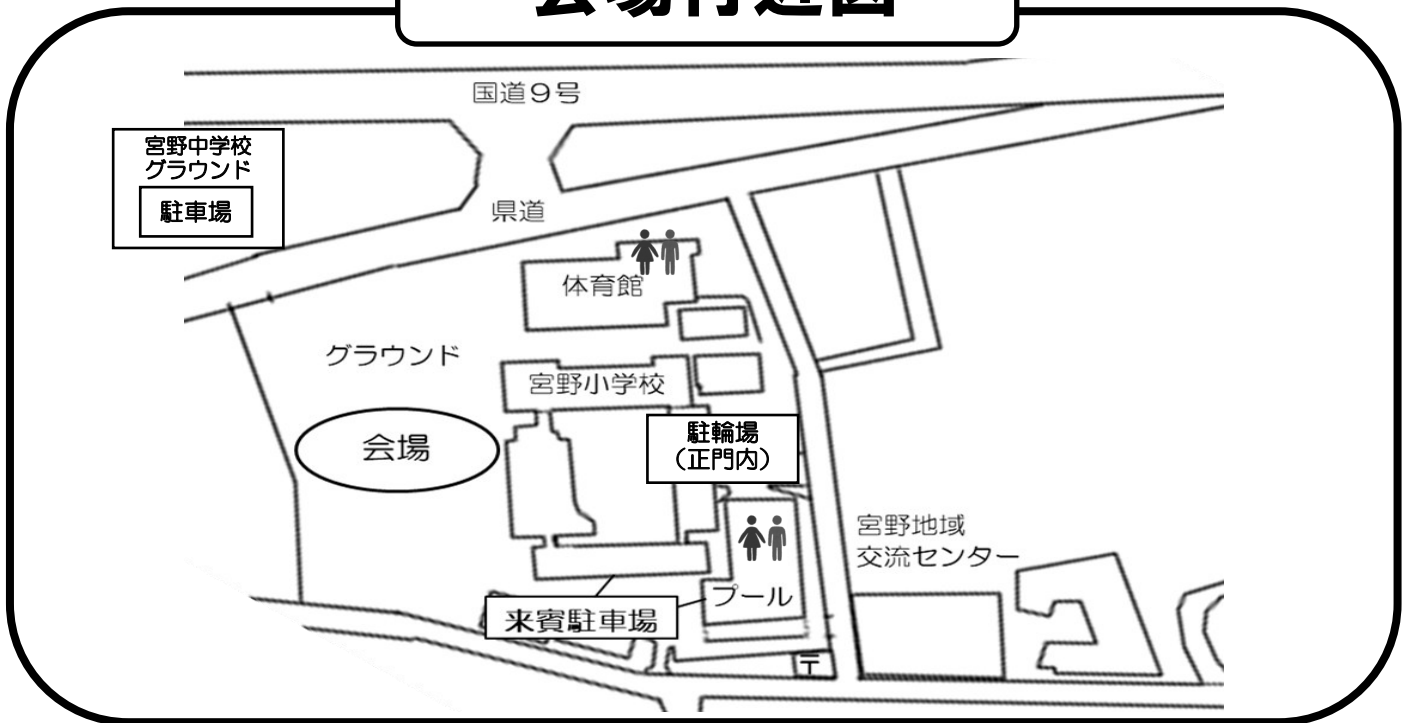 会場付近図
国道9号
宮野中学校
グラウンド
駐車場
県道
体育館
グラウンド
宮野小学校
会場
駐輪場
（正門内）
宮野地域
交流センター
プール
来賓駐車場
〒